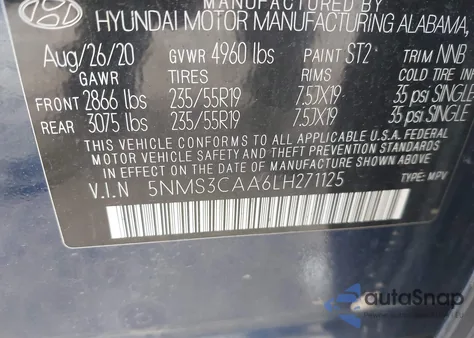 MANUFACTURED BY
HYUNDAI MOTOR MANUFACTURING ALABAMA,
Aug/26/20 GVWR 4960 lbs PAINT ST2 TRIM NNB
GAWR TIRES RIMS COLD TIRE IN
FRONT 2866 lbs 235/55R19 7.5JX19 35 psi SINGLE
REAR 3075 lbs 235/55R19 7.5JX19 35 psi SINGLE
THIS VEHICLE CONFORMS TO ALL APPLICABLE U.S.A. FEDERAL
MOTOR VEHICLE SAFETY AND THEFT PREVENTION STANDARDS
IN EFFECT ON THE DATE OF MANUFACTURE SHOWN ABOVE.
V.I.N 5NMS3CAA6LH271125 TYPE: MPV
autoSnap